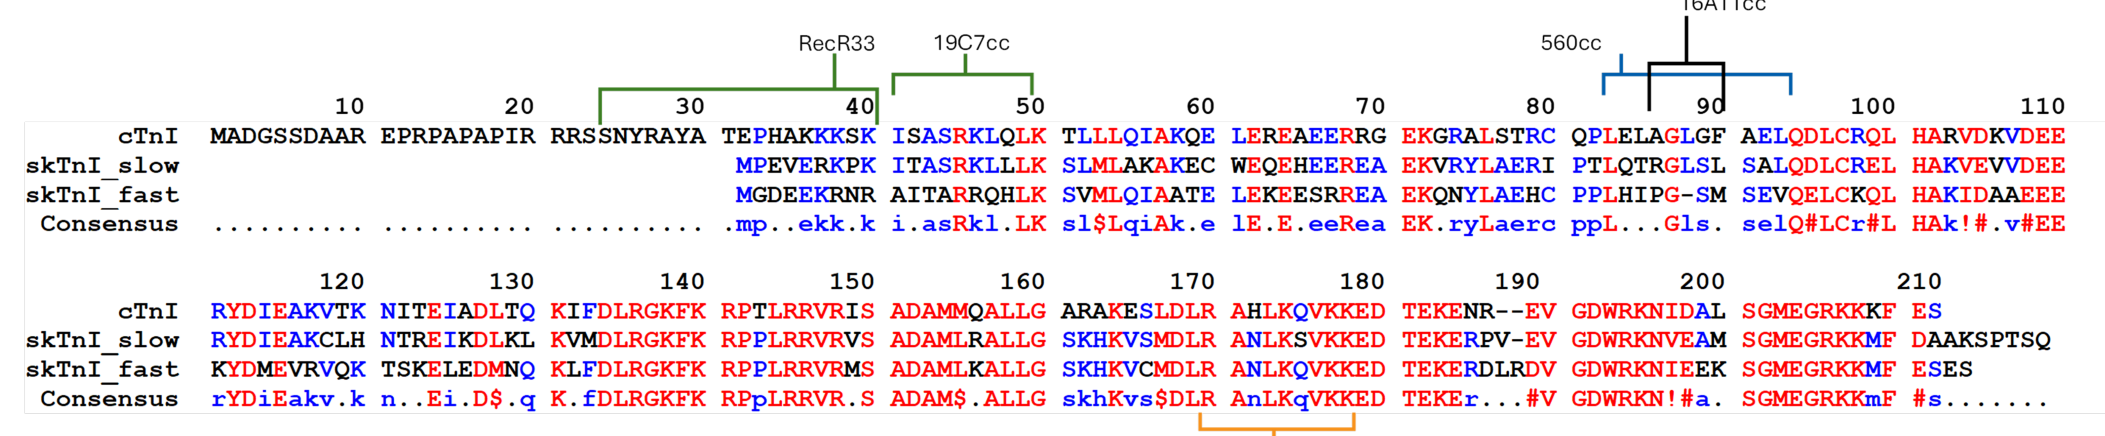 16A11cc
RecR33 19C7cc 560cc
10 20 30 40 50 60 70 80 90 100 110
cTnI MADGSSDAAR EPRPAPAPIR RRSSNYRAYA TEPHAKKKSK ISASRKLQLK TLLLQIAKQE LEREAEERRG EKGRALSTRC QPLELAGLGF AELQDLCRQL HARVDKVDEE
skTnI_slow MPEVERKPK ITASRKLLLK SLMLAKAKEC WEQEHEEREA EKVRYLAERI PTLQTRGLSL SALQDLCREL HAKVEVVDEE
skTnI_fast MGDEEKRNR AITARRQHLK SVMLQIAATE LEKEESRREA EKQNYLAEHC PPLHIPG-SM SEVQELCKQL HAKIDAAEEE
Consensus .......... .......... .......... .mp..ekk.k i.asRkl.LK sl$LqiAk.e lE.E.eeRea EK.ryLaerc ppL...Gls. selQ#LCr#L HAk!#.v#EE
120 130 140 150 160 170 180 190 200 210
cTnI RYDIEAKVTK NITEIADLTQ KIFDLRGKFK RPTLRRVRIS ADAMMQALLG ARAKESLDLR AHLKQVKKED TEKENR--EV GDWRKNIDAL SGMEGRKKKF ES
skTnI_slow RYDIEAKCLH NTREIKDLKL KVMDLRGKFK RPPLRRVRVS ADAMLRALLG SKHKVSMDLR ANLKSVKKED TEKERPV-EV GDWRKNVEAM SGMEGRKKMF DAAKSPTSQ
skTnI_fast KYDMEVRVQK TSKELEDMNQ KLFDLRGKFK RPPLRRVRMS ADAMLKALLG SKHKVCMDLR ANLKQVKKED TEKERDLRDV GDWRKNIEEK SGMEGRKKMF ESES
Consensus rYDiEakv.k n..Ei.D$.q K.fDLRGKFK RPpLRRVR.S ADAM$.ALLG skhKvs$DLR AnLKqVKKED TEKEr...#V GDWRKN!#a. SGMEGRKKmF #s.......